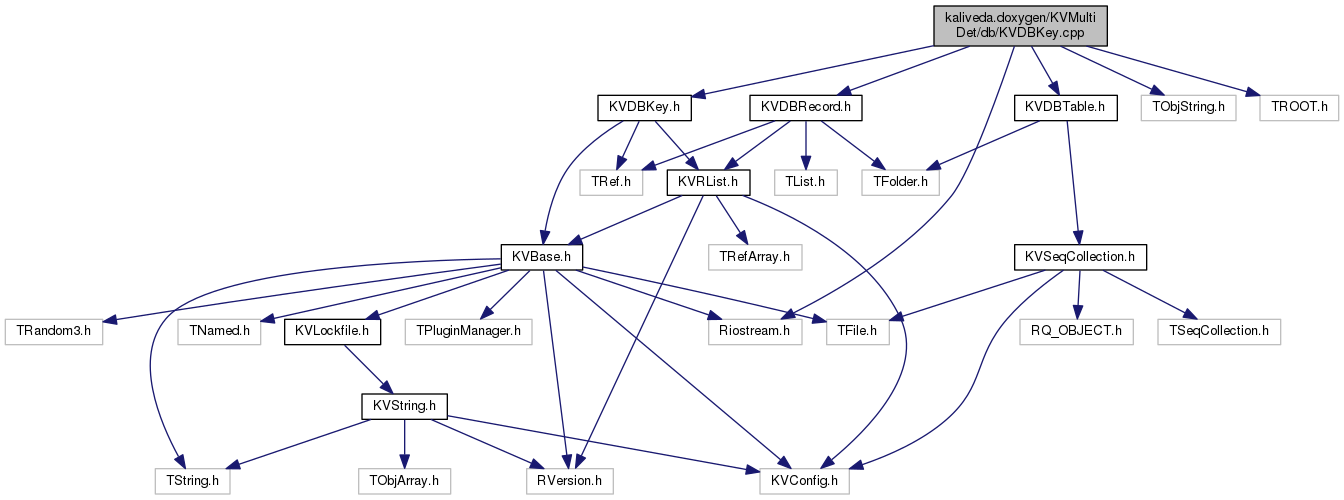 kaliveda.doxygen/KVMulti
Det/db/KVDBKey.cpp
KVDBKey.h
KVDBRecord.h
KVDBTable.h
TObjString.h
TROOT.h
TRef.h
KVRList.h
TList.h
TFolder.h
KVBase.h
TRefArray.h
KVSeqCollection.h
TRandom3.h
TNamed.h
KVLockfile.h
TPluginManager.h
Riostream.h
TFile.h
RQ_OBJECT.h
TSeqCollection.h
KVString.h
TString.h
TObjArray.h
RVersion.h
KVConfig.h